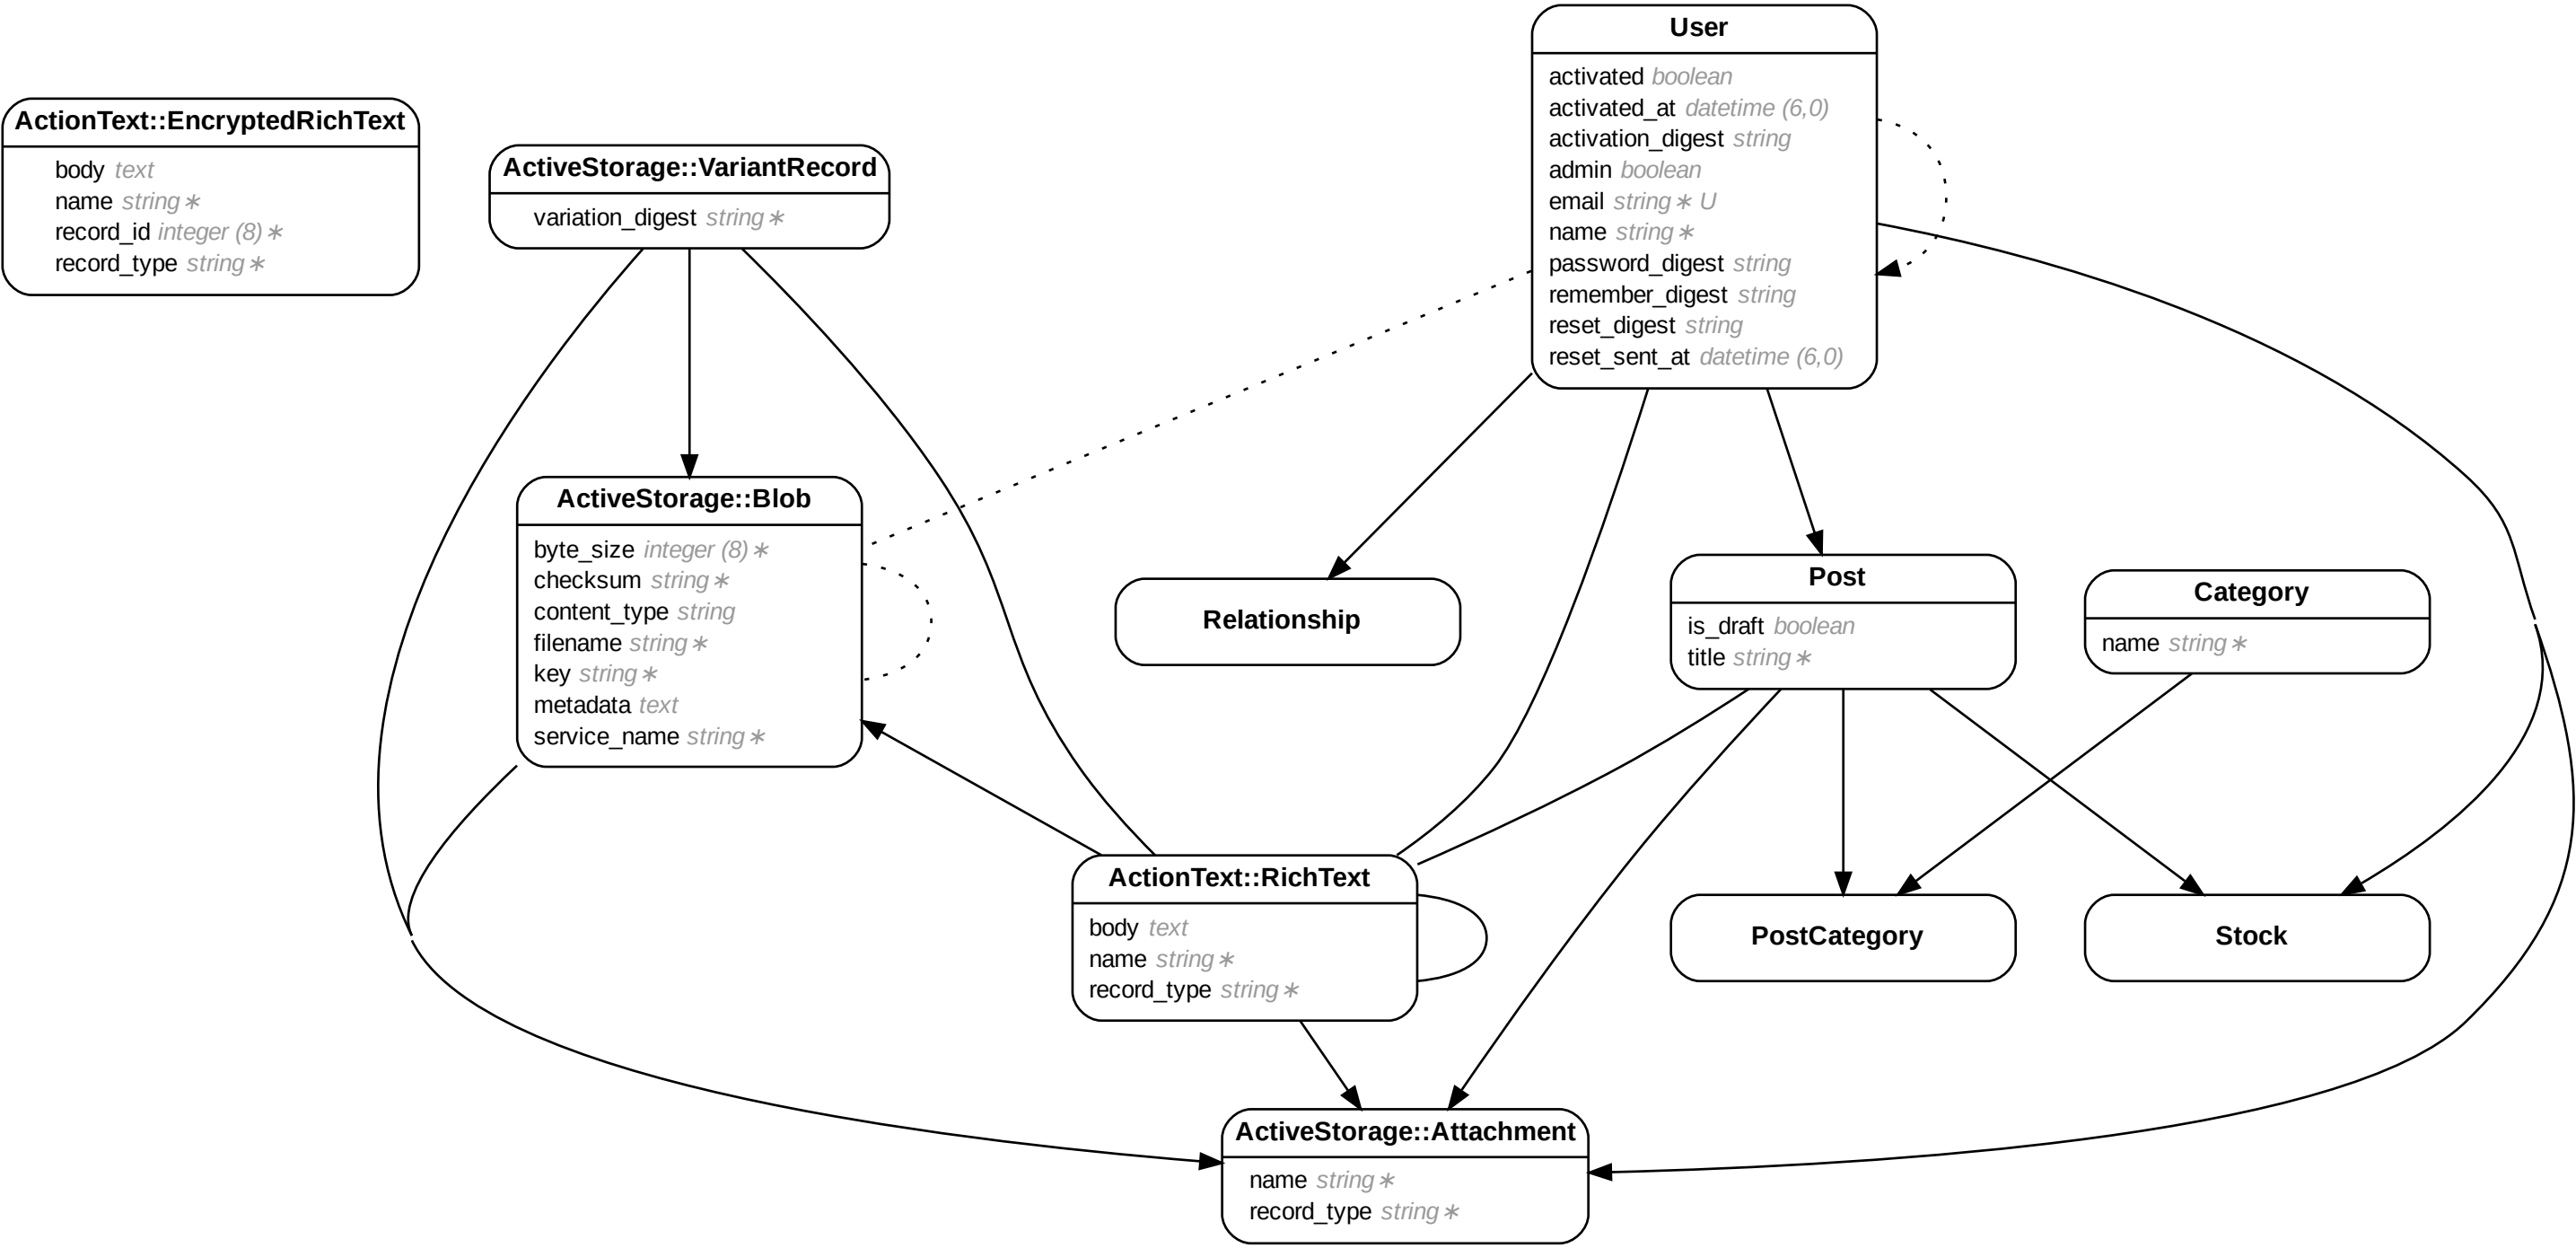 User
activated boolean
activated_at datetime (6,0)
activation_digest string
admin boolean
email string∗ U
name string∗
password_digest string
remember_digest string
reset_digest string
reset_sent_at datetime (6,0)
ActionText::EncryptedRichText
body text
name string∗
record_id integer (8)∗
record_type string∗
ActiveStorage::VariantRecord
variation_digest string∗
ActiveStorage::Blob
byte_size integer (8)∗
checksum string∗
content_type string
filename string∗
key string∗
metadata text
service_name string∗
Relationship
Post
is_draft boolean
title string∗
Category
name string∗
ActionText::RichText
body text
name string∗
record_type string∗
PostCategory
Stock
ActiveStorage::Attachment
name string∗
record_type string∗